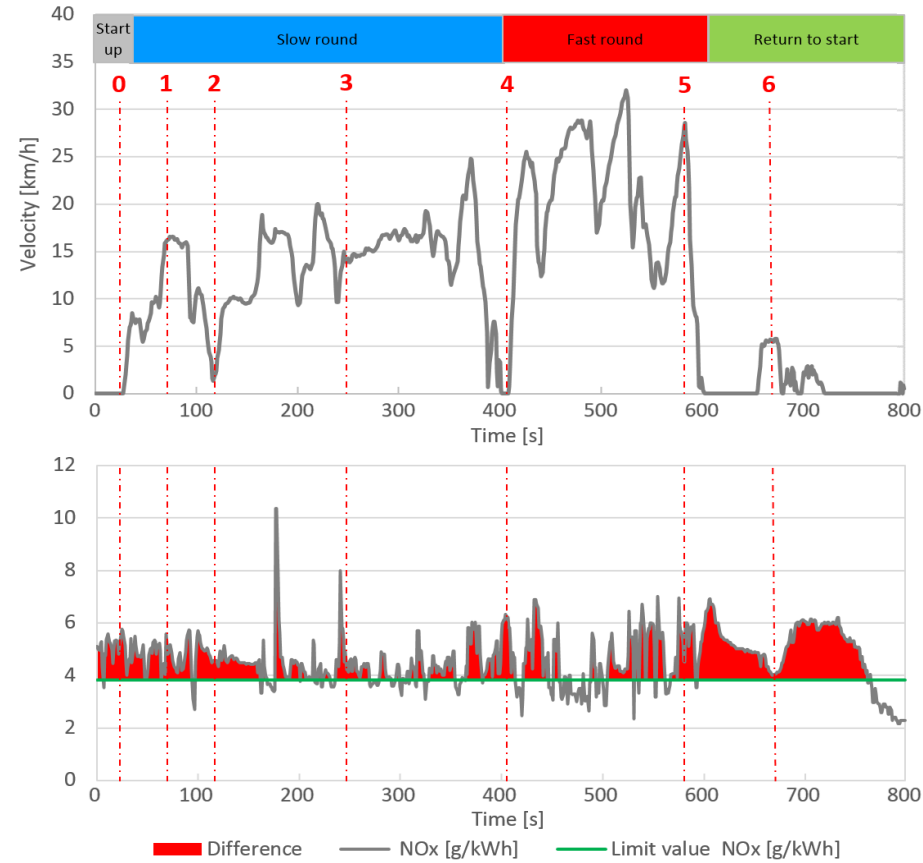 40
35
30
25
20
15
10
5
0
Velocity [km/h]
Start up
Slow round
Fast round
Return to start
0 1 2 3 4 5 6
0 100 200 300 400 500 600 700 800
Time [s]
12
10
8
6
4
2
0
0 100 200 300 400 500 600 700 800
Time [s]
Difference NOx [g/kWh] Limit value NOx [g/kWh]